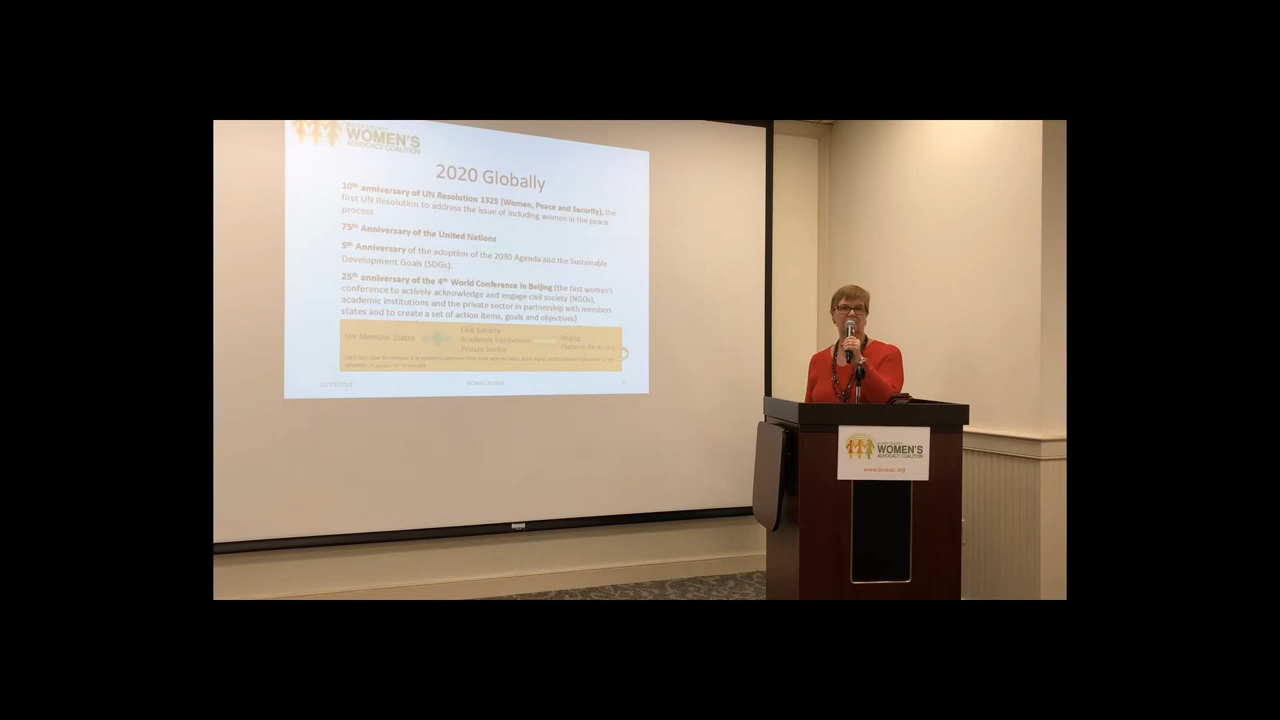 BUCKS COUNTY
WOMEN'S
ADVOCACY COALITION
2020 Globally
10th anniversary of UN Resolution 1325 (Women, Peace and Security), the
first UN Resolution to address the issue of including women in the peace
process
75th Anniversary of the United Nations
5th Anniversary of the adoption of the 2030 Agenda and the Sustainable
Development Goals (SDGs).
25th anniversary of the 4th World Conference in Beijing (the first women's
conference to actively acknowledge and engage civil society (NGOs),
academic institutions and the private sector in partnership with members
states and to create a set of action items, goals and objectives)
UN Member States
Civil Society
Academic Institutions
Private Sector
Beijing
Platform for Action
BUCKS COUNTY
WOMEN'S
ADVOCACY COALITION
www.bcwac.org